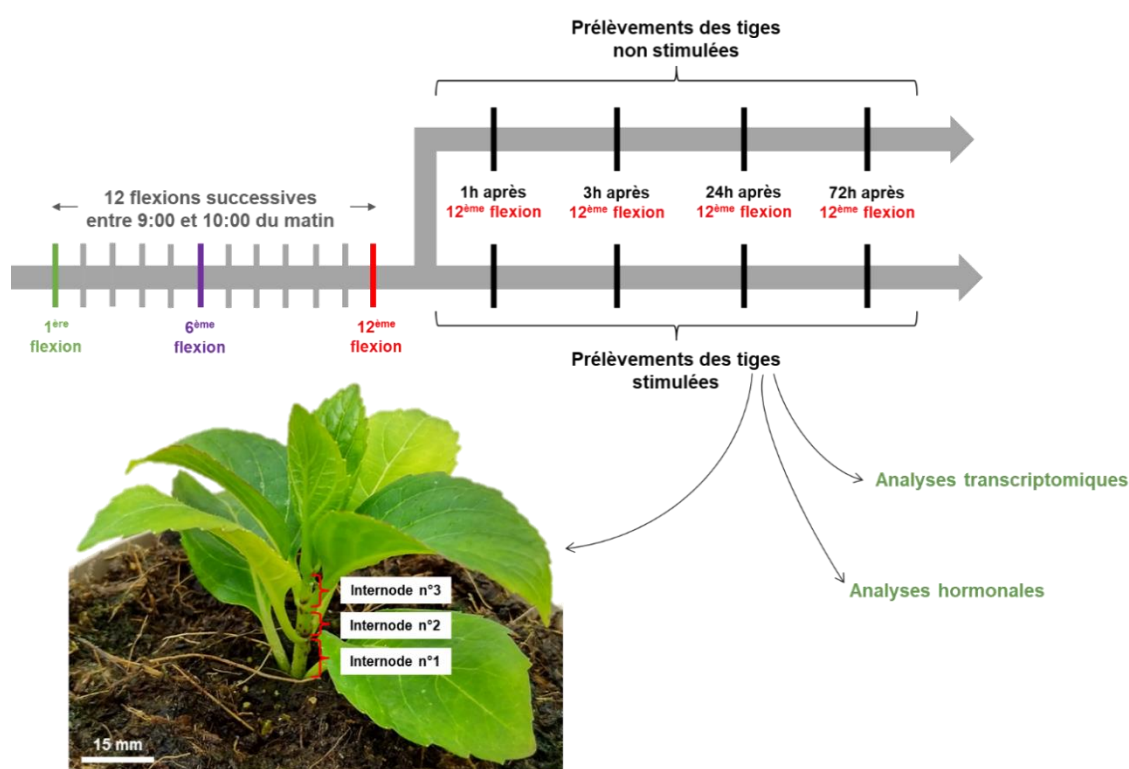 Prélèvements des tiges
non stimulées
12 flexions successives
entre 9:00 et 10:00 du matin
1h après
12ème flexion
3h après
12ème flexion
24h après
12ème flexion
72h après
12ème flexion
1ère
flexion
6ème
flexion
12ème
flexion
Prélèvements des tiges
stimulées
Analyses transcriptomiques
Analyses hormonales
Internode n°3
Internode n°2
Internode n°1
15 mm